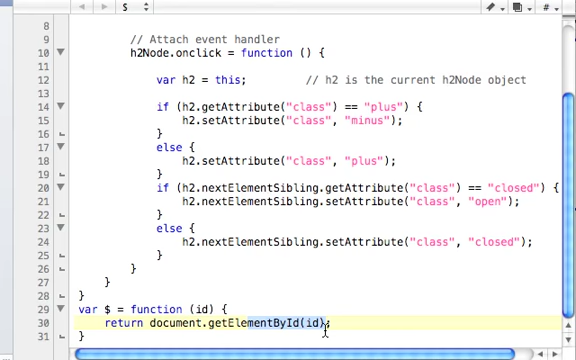 $
#
8
9 // Attach event handler
10 h2Node.onclick = function () {
11
12 var h2 = this; // h2 is the current h2Node object
13
14 if (h2.getAttribute("class") == "plus") {
15 h2.setAttribute("class", "minus");
16 }
17 else {
18 h2.setAttribute("class", "plus");
19 }
20 if (h2.nextElementSibling.getAttribute("class") == "closed") {
21 h2.nextElementSibling.setAttribute("class", "open");
22 }
23 else {
24 h2.nextElementSibling.setAttribute("class", "closed");
25 }
26 }
27 }
28 }
29 var $ = function (id) {
30 return document.getElementById(id);
31 }